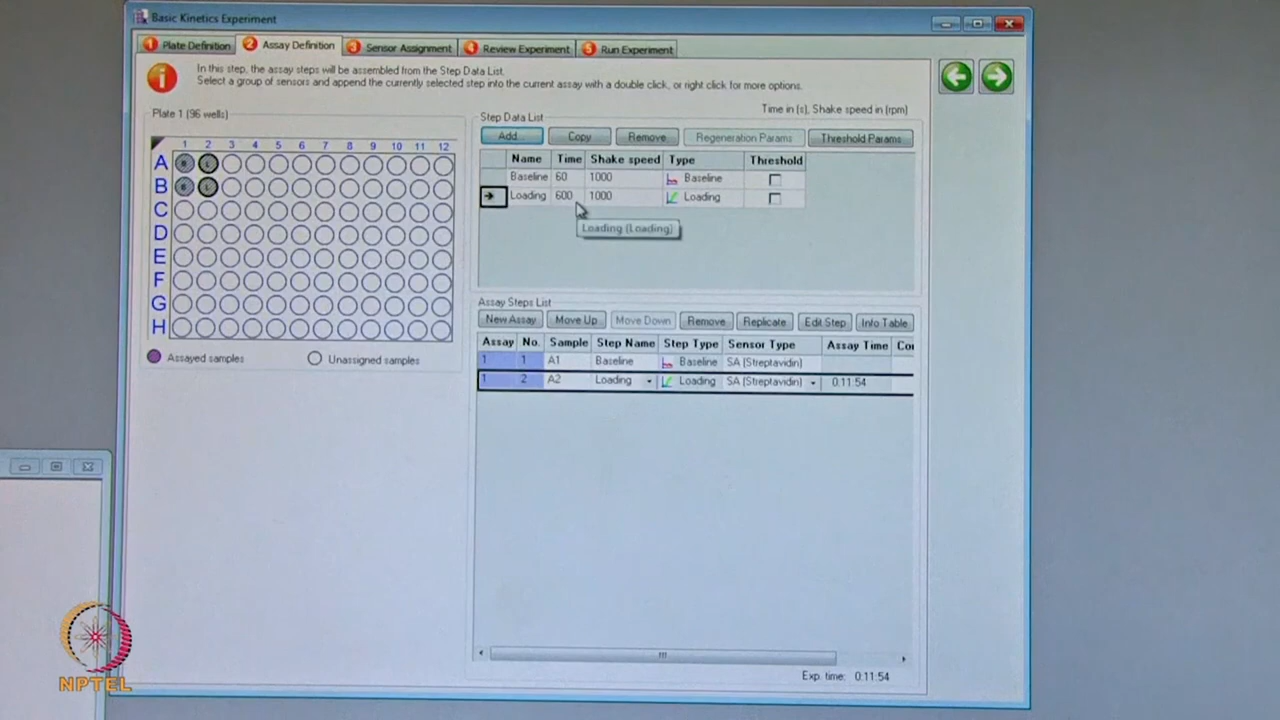 Basic Kinetics Experiment
1 Plate Definition 2 Assay Definition 3 Sensor Assignment 4 Review Experiment 5 Run Experiment
In this step, the assay steps will be assembled from the Step Data List.
Select a group of sensors and append the currently selected step into the current assay with a double click, or right click for more options.
Plate 1 (96 wells)
1 2 3 4 5 6 7 8 9 10 11 12
A
B
C
D
E
F
G
H
Assayed samples Unassigned samples
Time in (s), Shake speed in (rpm)
Step Data List
Add... Copy Remove Regeneration Params Threshold Params
Name Time Shake speed Type Threshold
Baseline 60 1000 Baseline
Loading 600 1000 Loading
Loading (Loading)
Assay Steps List
New Assay Move Up Move Down Remove Replicate Edit Step Info Table
Assay No. Sample Step Name Step Type Sensor Type Assay Time Cor
1 1 A1 Baseline Baseline SA (Streptavidin)
1 2 A2 Loading Loading SA (Streptavidin) 0:11:54
Exp. time: 0:11:54
NPTEL